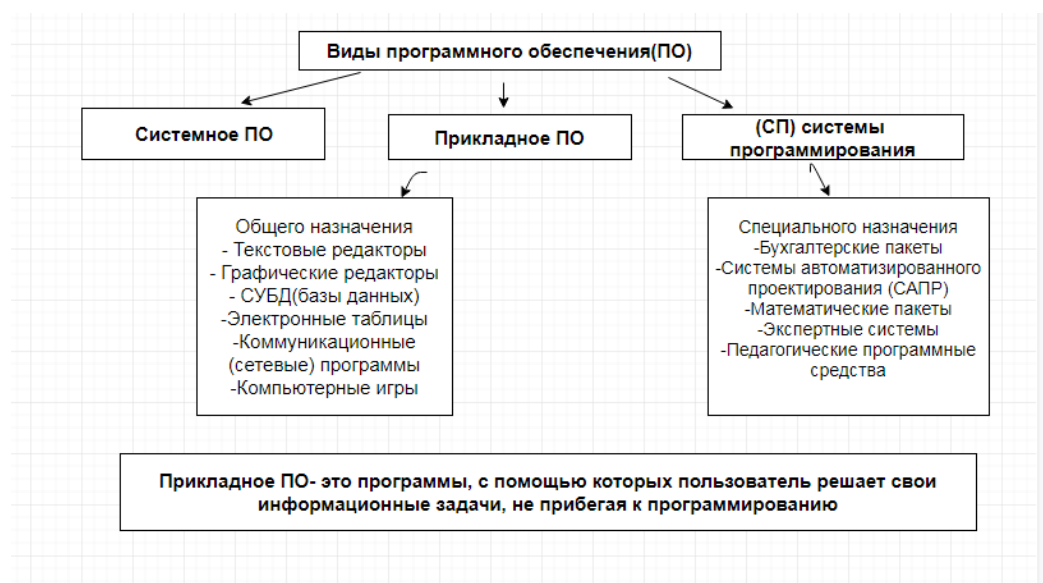 Виды программного обеспечения(ПО)
Системное ПО
Прикладное ПО
(СП) системы
программирования
Общего назначения
- Текстовые редакторы
- Графические редакторы
- СУБД(базы данных)
-Электронные таблицы
-Коммуникационные
(сетевые) программы
-Компьютерные игры
Специального назначения
-Бухгалтерские пакеты
-Системы автоматизированного
проектирования (САПР)
-Математические пакеты
-Экспертные системы
-Педагогические программные
средства
Прикладное ПО- это программы, с помощью которых пользователь решает свои
информационные задачи, не прибегая к программированию